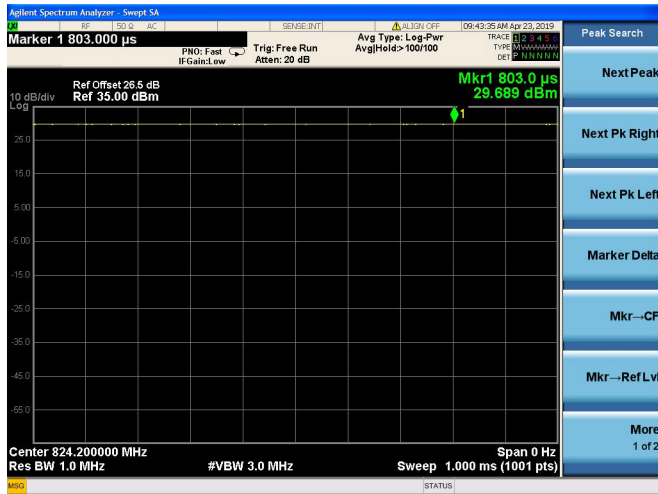 Agilent Spectrum Analyzer - Swept SA
RF 50 Ω AC SENSE:INT ALIGN OFF 09:43:35 AM Apr 23, 2019
Marker 1 803.000 µs
PNO: Fast
IFGain:Low
Trig: Free Run
Atten: 20 dB
Avg Type: Log-Pwr
Avg|Hold:>100/100
TRACE 1 2 3 4 5 6
TYPE M
DET P N N N N N
Peak Search
Ref Offset 26.5 dB
Ref 35.00 dBm
10 dB/div
Log
Mkr1 803.0 µs
29.689 dBm
1
25.0
15.0
5.00
-5.00
-15.0
-25.0
-35.0
-45.0
-55.0
Center 824.200000 MHz
Res BW 1.0 MHz
#VBW 3.0 MHz
Span 0 Hz
Sweep 1.000 ms (1001 pts)
Next Peak
Next Pk Right
Next Pk Left
Marker Delta
Mkr→CF
Mkr→Ref Lvl
More
1 of 2
MSG
STATUS